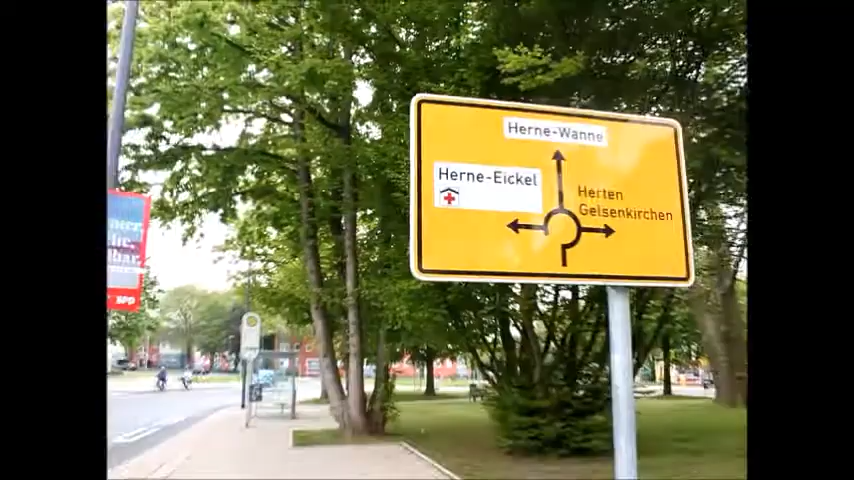 Herne-Wanne
Herne-Eickel
Herten
Gelsenkirchen
SPD